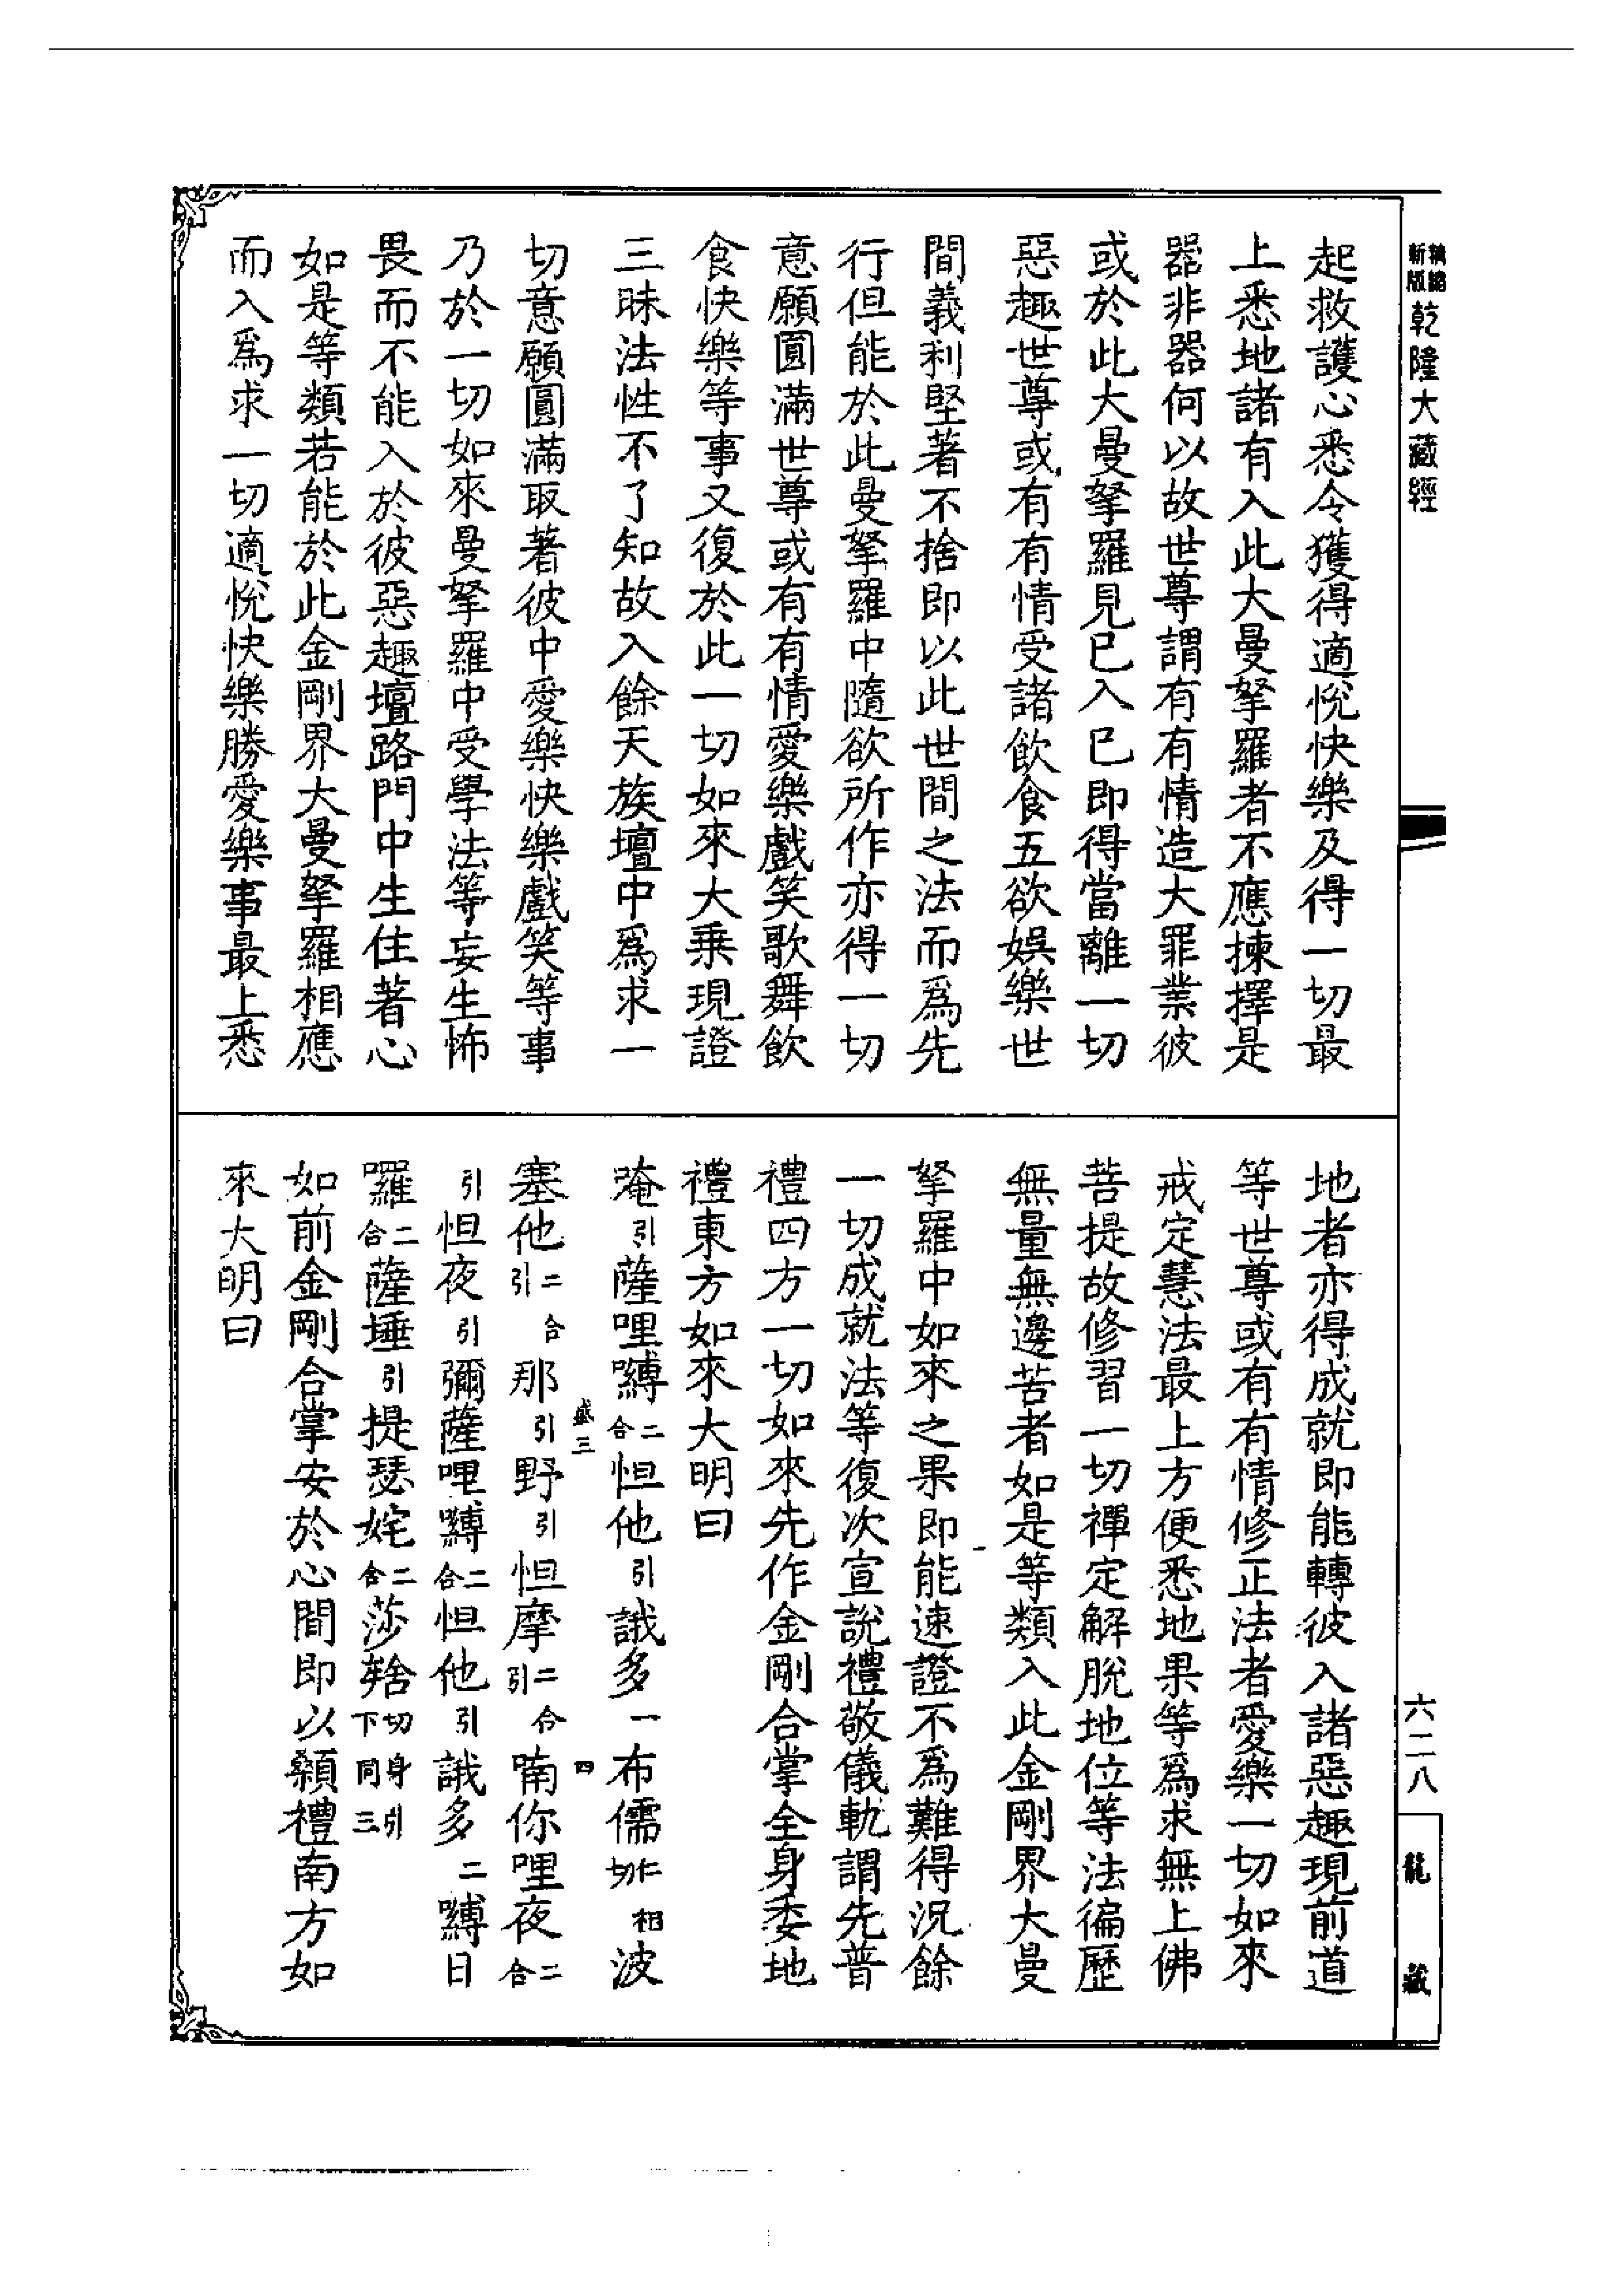 新版精縮乾隆大藏經
起救護心悉令獲得適悅快樂及得一切最
上悉地諸有入此大曼拏羅者不應揀擇是
器非器何以故世尊謂有有情造大罪業彼
或於此大曼拏羅見已入已即得當離一切
惡趣世尊或有有情受諸飲食五欲娛樂世
間義利堅著不捨即以此世間之法而爲先
行但能於此曼拏羅中隨欲所作亦得一切
意願圓滿世尊或有有情愛樂戲笑歌舞飲
食快樂等事又復於此一切如來大乗現證
三昧法性不了知故入餘天族壇中爲求一
切意願圓滿取著彼中愛樂快樂戲笑等事
乃於一切如來曼拏羅中受學法等妄生怖
畏而不能入於彼惡趣壇路門中生住著心
如是等類若能於此金剛界大曼拏羅相應
而入爲求一切適悅快樂勝愛樂事最上悉
地者亦得成就即能轉彼入諸惡趣現前道
等世尊或有有情修正法者愛樂一切如來
戒定慧法最上方便悉地果等爲求無上佛
菩提故修習一切禪定解脫地位等法徧歷
無量無邊苦者如是等類入此金剛界大曼
拏羅中如來之果即能速證不爲難得況餘
一切成就法等復次宣說禮敬儀軌謂先普
禮四方一切如來先作金剛合掌全身委地
禮東方如來大明曰
唵引薩哩嚩二合怛他引誐多一布儒仁相切波
塞他二合引那引野引怛摩二合引喃你哩夜二合
引怛夜引彌薩哩嚩二合怛他引誐多二嚩日
囉二合薩埵引提瑟姹二合莎𤚥身切引下同三
如前金剛合掌安於心間即以額禮南方如
來大明曰
盛三
四
六二八
龍藏